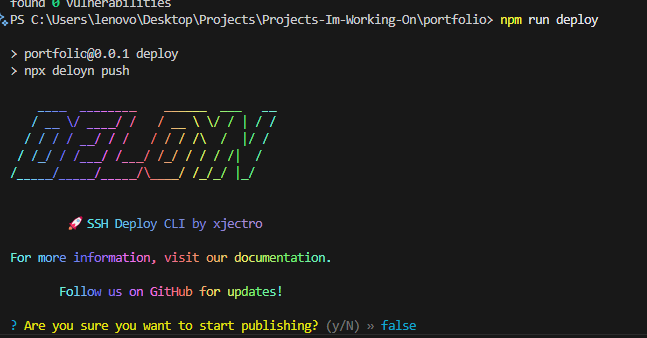 found 0 vulnerabilities
PS C:\Users\lenovo\Desktop\Projects\Projects-Im-Working-On\portfolio> npm run deploy
> portfolio@0.0.1 deploy
> npx deloyn push
DELOYN
🚀 SSH Deploy CLI by xjectro
For more information, visit our documentation.
Follow us on GitHub for updates!
? Are you sure you want to start publishing? (y/N) » false